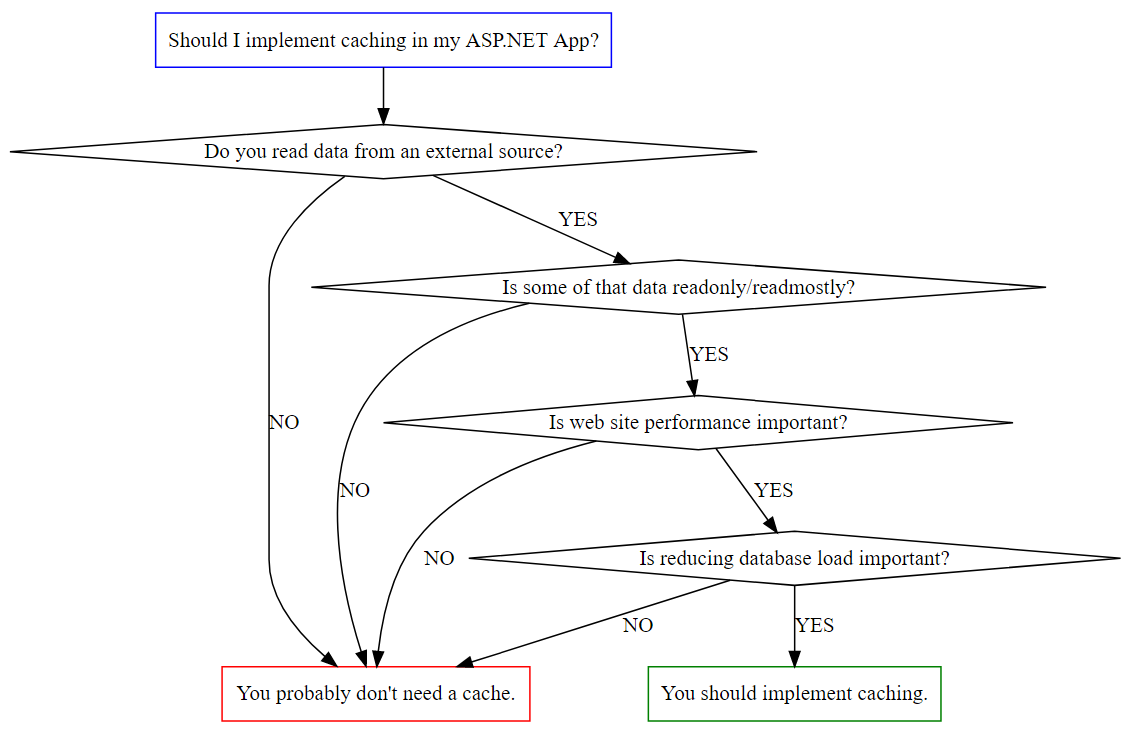 Should I implement caching in my ASP.NET App?
Do you read data from an external source?
YES
Is some of that data readonly/readmostly?
YES
Is web site performance important?
NO
NO
YES
NO
Is reducing database load important?
NO
YES
You probably don't need a cache.
You should implement caching.